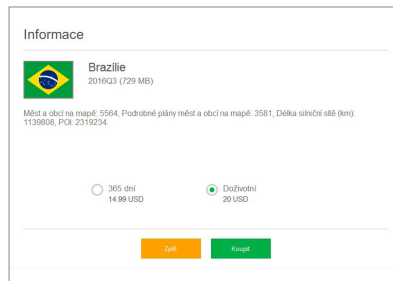 Informace
Brazílie
2016Q3 (729 MB)
Měst a obcí na mapě: 5564, Podrobné plány měst a obcí na mapě: 3581, Délka silniční sítě (km):
1139808, POI: 2319234.
365 dní
14.99 USD
Doživotní
20 USD
Zpět
Koupit